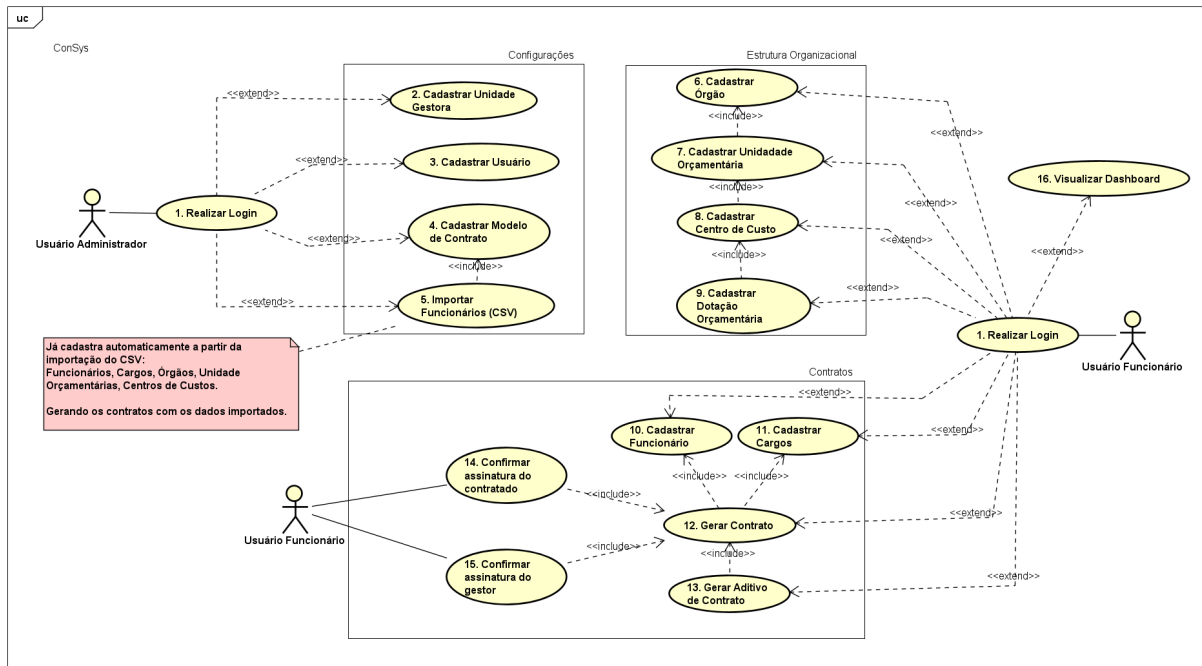 uc
ConSys
Configurações
Estrutura Organizacional
<<extend>>
2. Cadastrar Unidade
Gestora
<<extend>>
3. Cadastrar Usuário
1. Realizar Login
Usuário Administrador
<<extend>>
4. Cadastrar Modelo
de Contrato
<<include>>
<<extend>>
5. Importar
Funcionários (CSV)
Já cadastra automaticamente a partir da
importação do CSV:
Funcionários, Cargos, Órgãos, Unidade
Orçamentárias, Centros de Custos.
Gerando os contratos com os dados importados.
6. Cadastrar
Órgão
<<include>>
<<extend>>
7. Cadastrar Unidadade
Orçamentária
<<include>>
<<extend>>
8. Cadastrar
Centro de Custo
<<include>>
<<extend>>
9. Cadastrar
Dotação
Orçamentária
<<extend>>
16. Visualizar Dashboard
<<extend>>
1. Realizar Login
Usuário Funcionário
Contratos
<<extend>>
10. Cadastrar
Funcionário
11. Cadastrar
Cargos
<<extend>>
<<include>>
<<include>>
14. Confirmar
assinatura do
contratado
<<include>>
12. Gerar Contrato
<<extend>>
Usuário Funcionário
15. Confirmar
assinatura do
gestor
<<include>>
<<include>>
13. Gerar Aditivo
de Contrato
<<extend>>